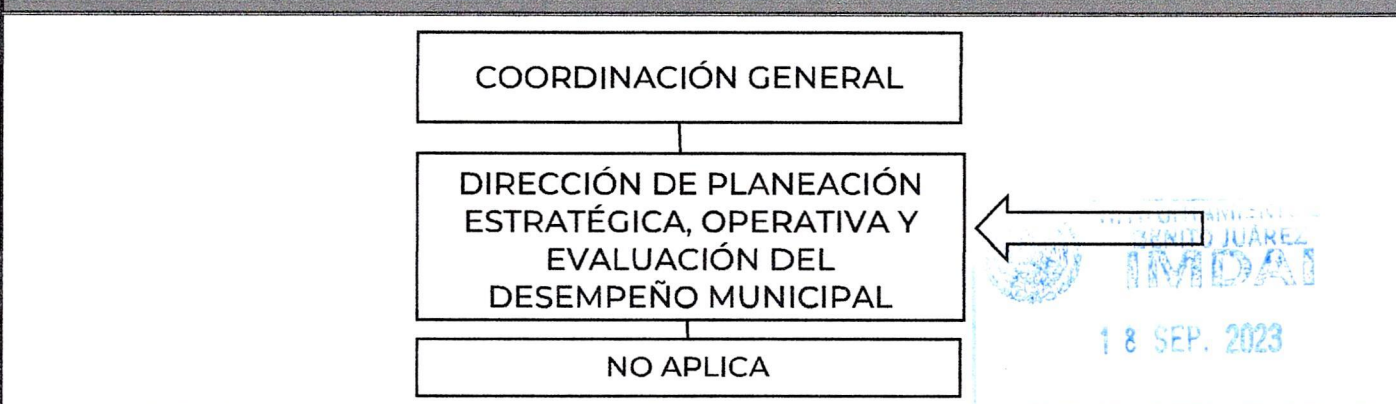 COORDINACIÓN GENERAL
DIRECCIÓN DE PLANEACIÓN
ESTRATÉGICA, OPERATIVA Y
EVALUACIÓN DEL
DESEMPEÑO MUNICIPAL
BENITO JUÁREZ
IMDAI
18 SEP. 2023
NO APLICA